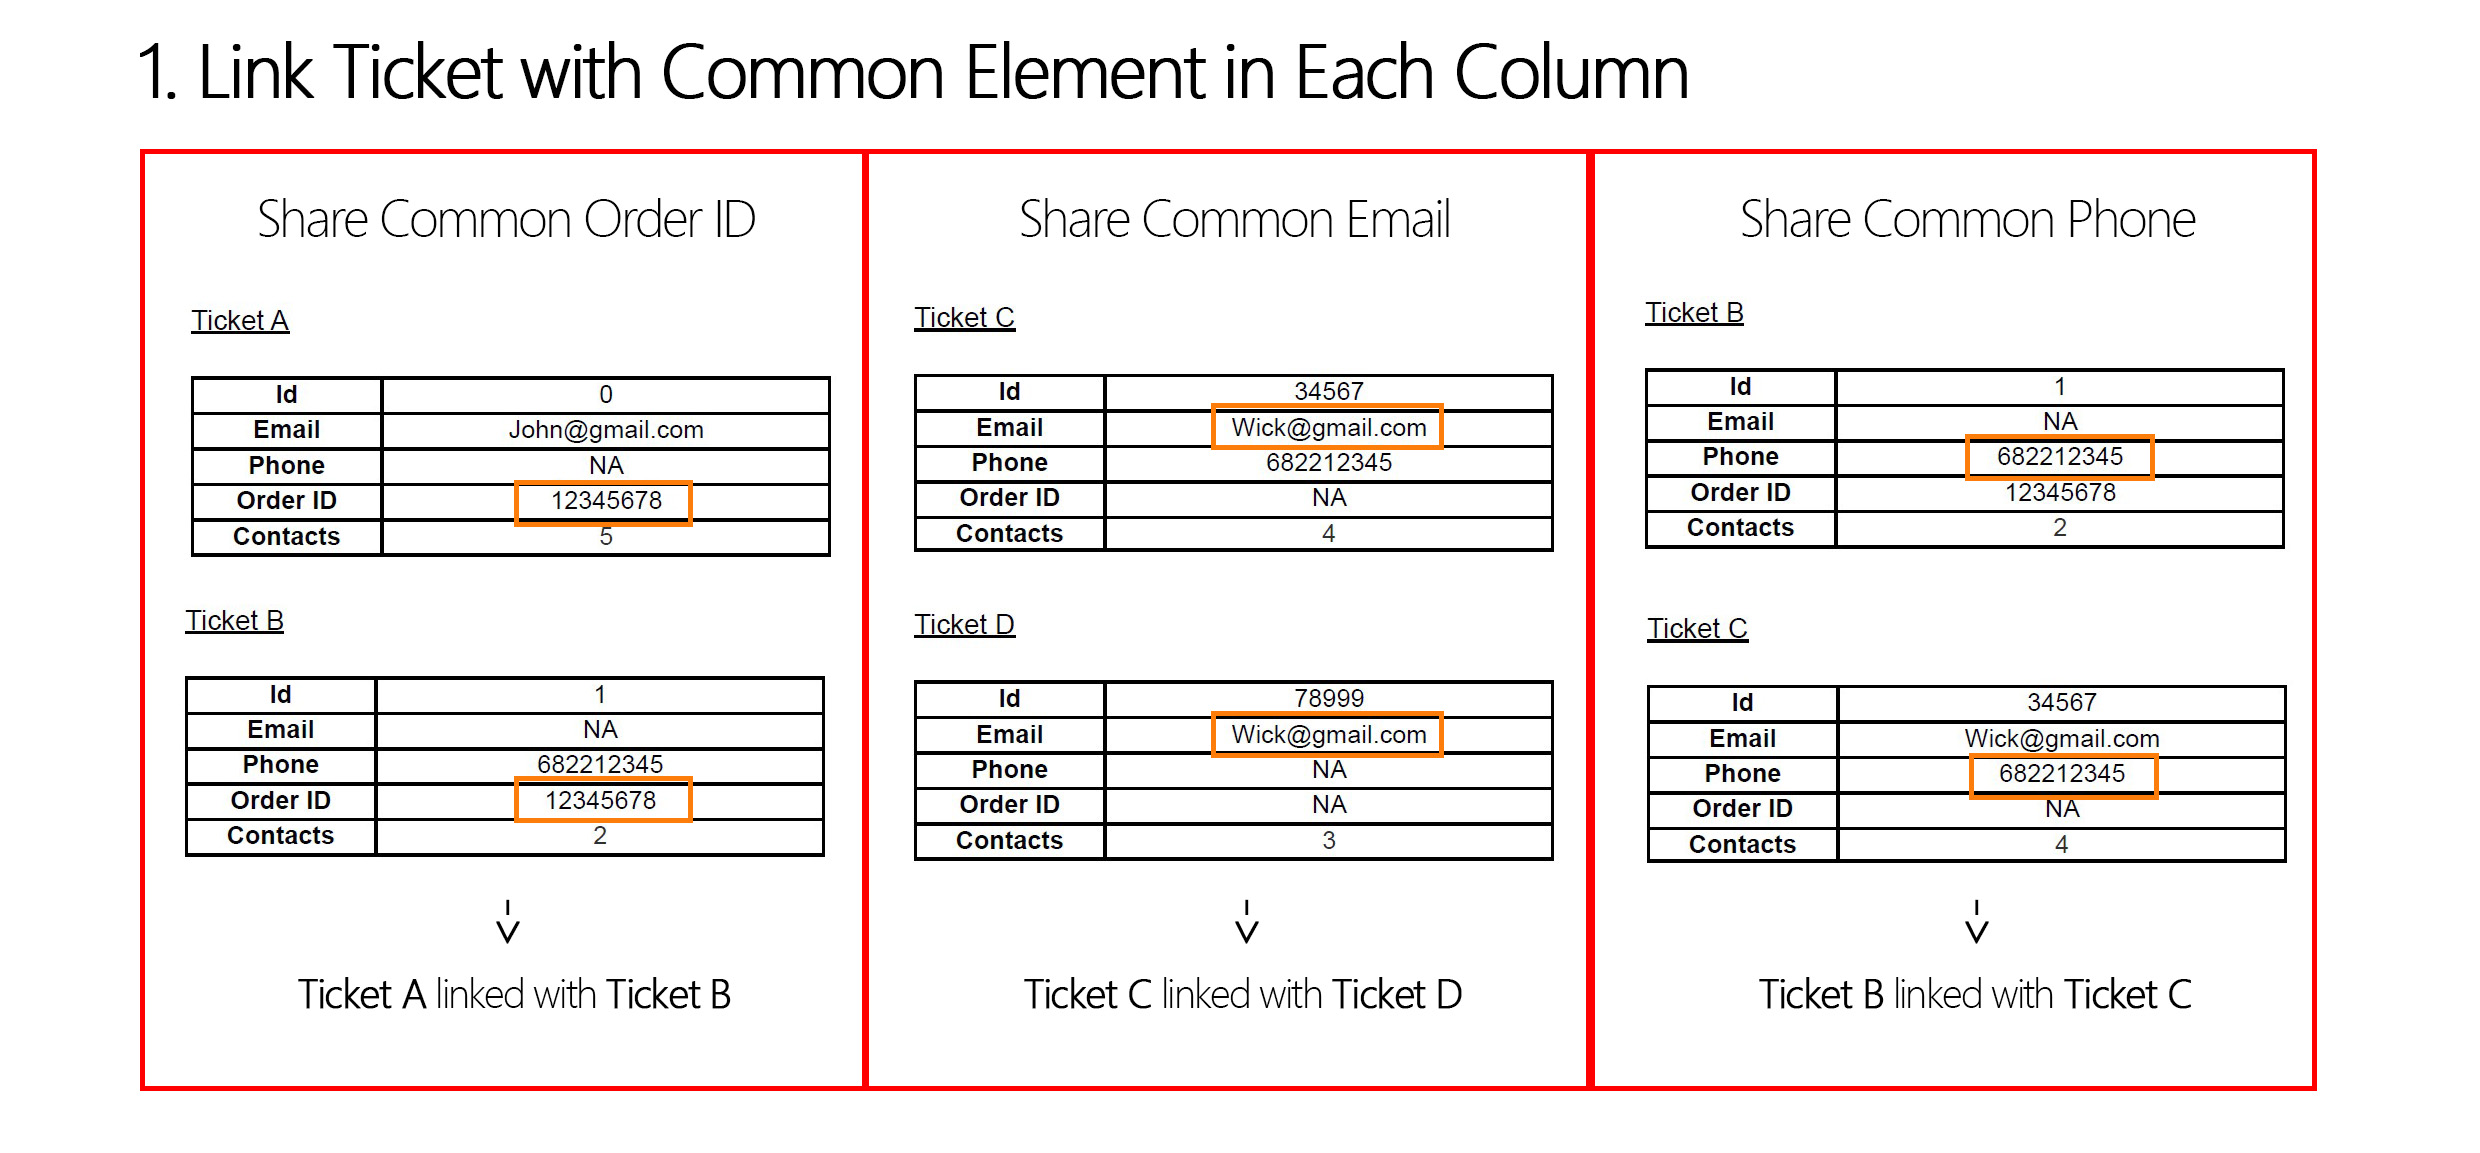 1. Link Ticket with Common Element in Each Column
Share Common Order ID
Ticket A
Id 0
Email John@gmail.com
Phone NA
Order ID 12345678
Contacts 5
Ticket B
Id 1
Email NA
Phone 682212345
Order ID 12345678
Contacts 2
Ticket A linked with Ticket B
Share Common Email
Ticket C
Id 34567
Email Wick@gmail.com
Phone 682212345
Order ID NA
Contacts 4
Ticket D
Id 78999
Email Wick@gmail.com
Phone NA
Order ID NA
Contacts 3
Ticket C linked with Ticket D
Share Common Phone
Ticket B
Id 1
Email NA
Phone 682212345
Order ID 12345678
Contacts 2
Ticket C
Id 34567
Email Wick@gmail.com
Phone 682212345
Order ID NA
Contacts 4
Ticket B linked with Ticket C